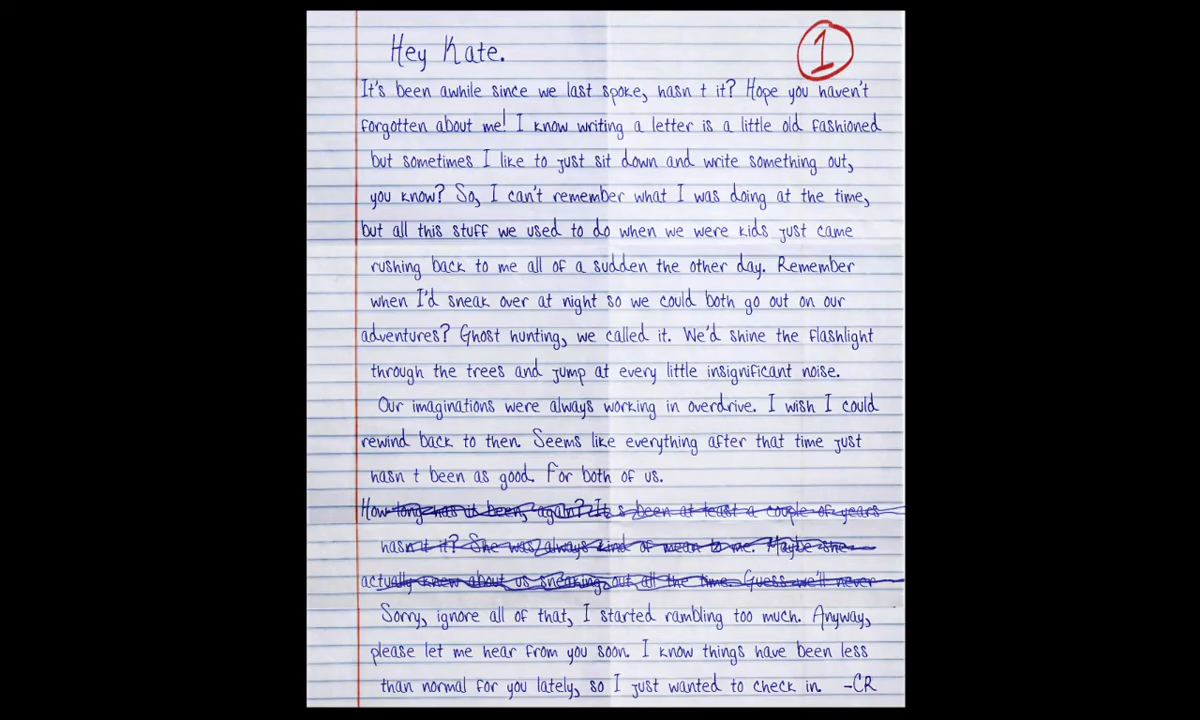 Hey Kate.
1
It's been awhile since we last spoke, hasn t it? Hope you haven't
forgotten about me! I know writing a letter is a little old fashioned
but sometimes I like to just sit down and write something out,
you know? So, I can't remember what I was doing at the time,
but all this stuff we used to do when we were kids just came
rushing back to me all of a sudden the other day. Remember
when I'd sneak over at night so we could both go out on our
adventures? Ghost hunting, we called it. We'd shine the flashlight
through the trees and jump at every little insignificant noise.
Our imaginations were always working in overdrive. I wish I could
rewind back to then. Seems like everything after that time just
hasn t been as good. For both of us.
How long has it been, again? It s been at least a couple of years
hasn t it? She was always kind of mean to me. Maybe she
actually knew about us sneaking out all the time. Guess we'll never
Sorry, ignore all of that, I started rambling too much. Anyway,
please let me hear from you soon. I know things have been less
than normal for you lately, so I just wanted to check in. -CR